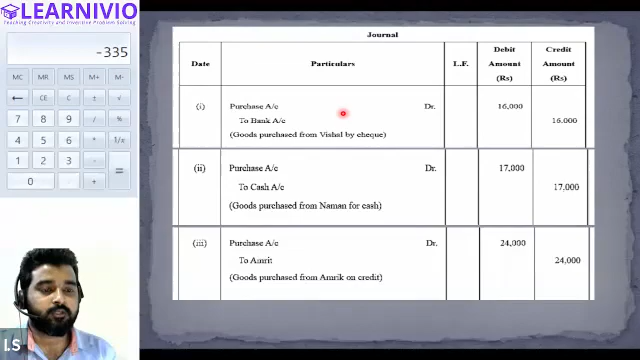 LEARNIVIO
Teaching Creativity and Inventive Problem Solving
-335
MC MR MS M+ M-
← CE C ± √
7 8 9 / %
4 5 6 * 1/x
1 2 3 - =
0 . +
Journal
Date Particulars L.F. Debit Amount (Rs) Credit Amount (Rs)
(i) Purchase A/c Dr. 16,000
To Bank A/c 16,000
(Goods purchased from Vishal by cheque)
(ii) Purchase A/c Dr. 17,000
To Cash A/c 17,000
(Goods purchased from Naman for cash)
(iii) Purchase A/c Dr. 24,000
To Amrit 24,000
(Goods purchased from Amrik on credit)
I.S